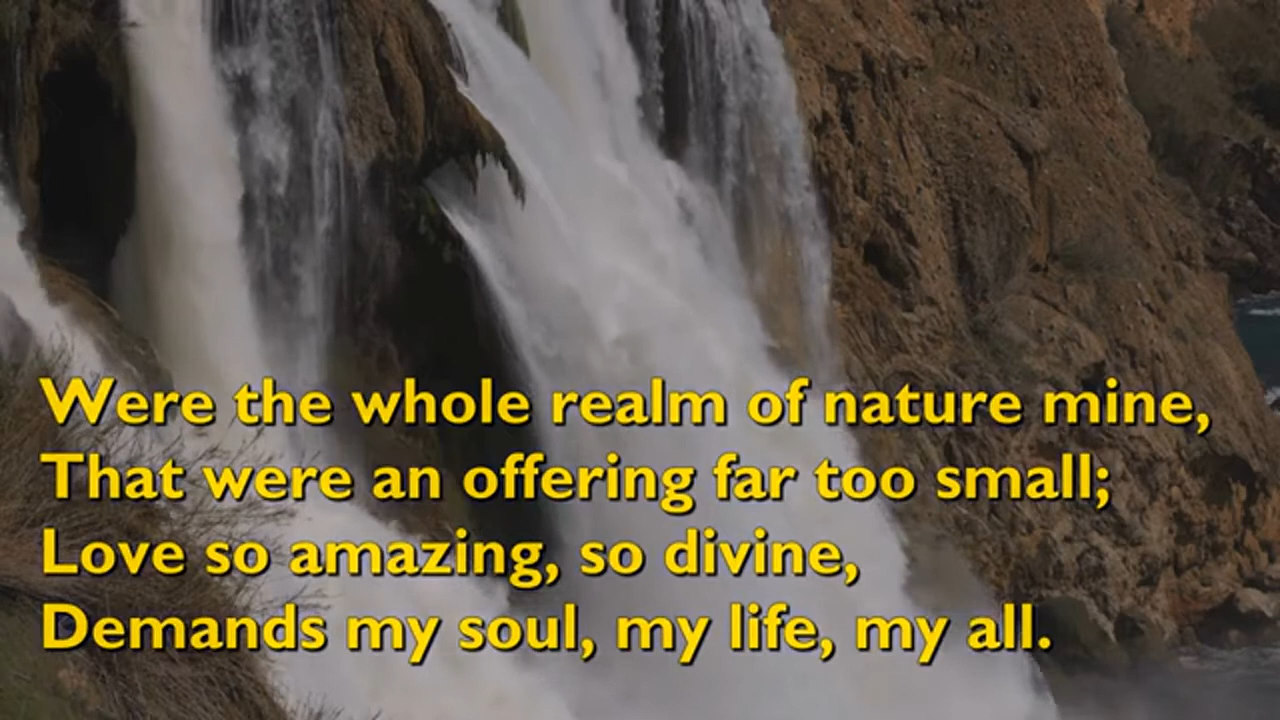 Were the whole realm of nature mine,
That were an offering far too small;
Love so amazing, so divine,
Demands my soul, my life, my all.